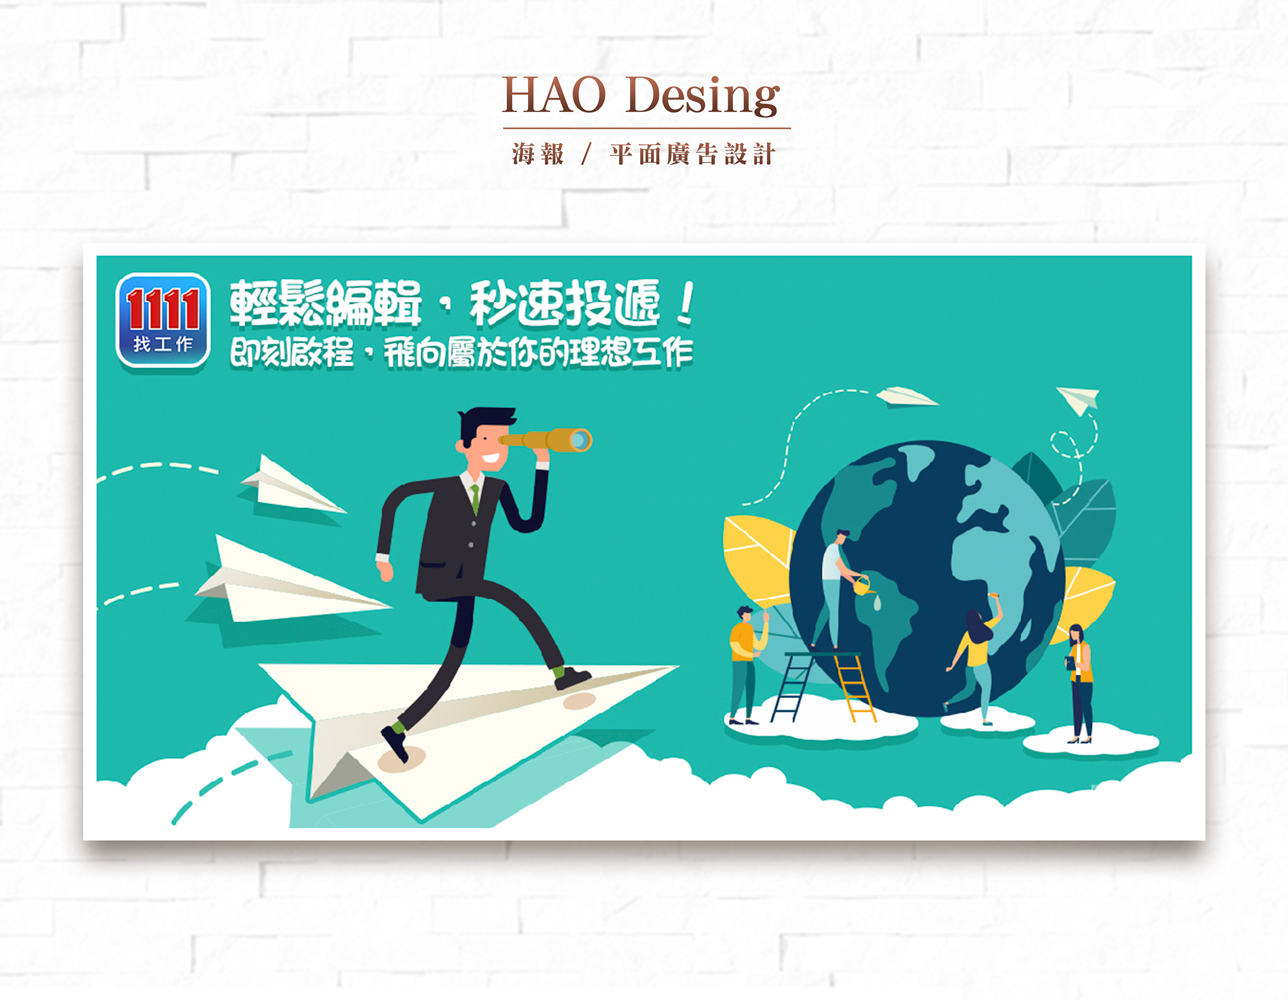 HAO Desing
海報 / 平面廣告設計
1111
找工作
輕鬆編輯，秒速投遞！
即刻啟程，飛向屬於你的理想工作